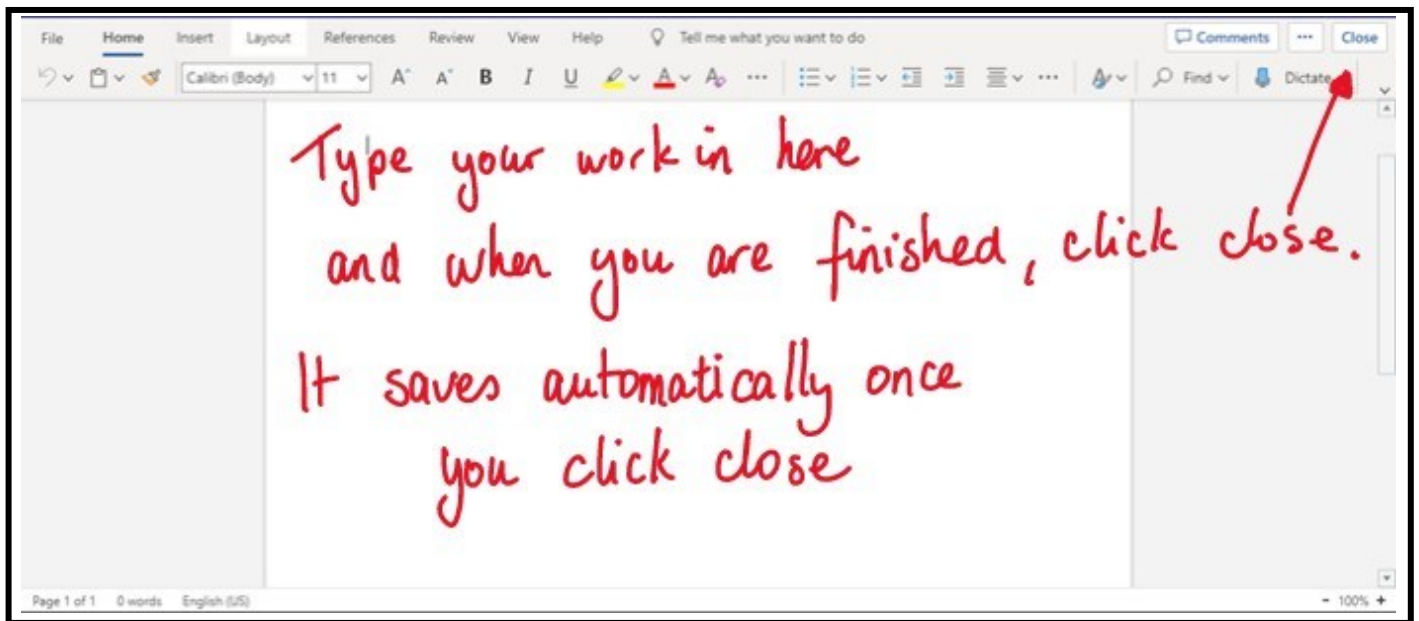 File Home Insert Layout References Review View Help Tell me what you want to do Comments ... Close
Calibri (Body) 11 A^ A˅ B I U A A ... Find Dictate
Type your work in here
and when you are finished, click close.
It saves automatically once
you click close
Page 1 of 1 0 words English (US) - 100% +